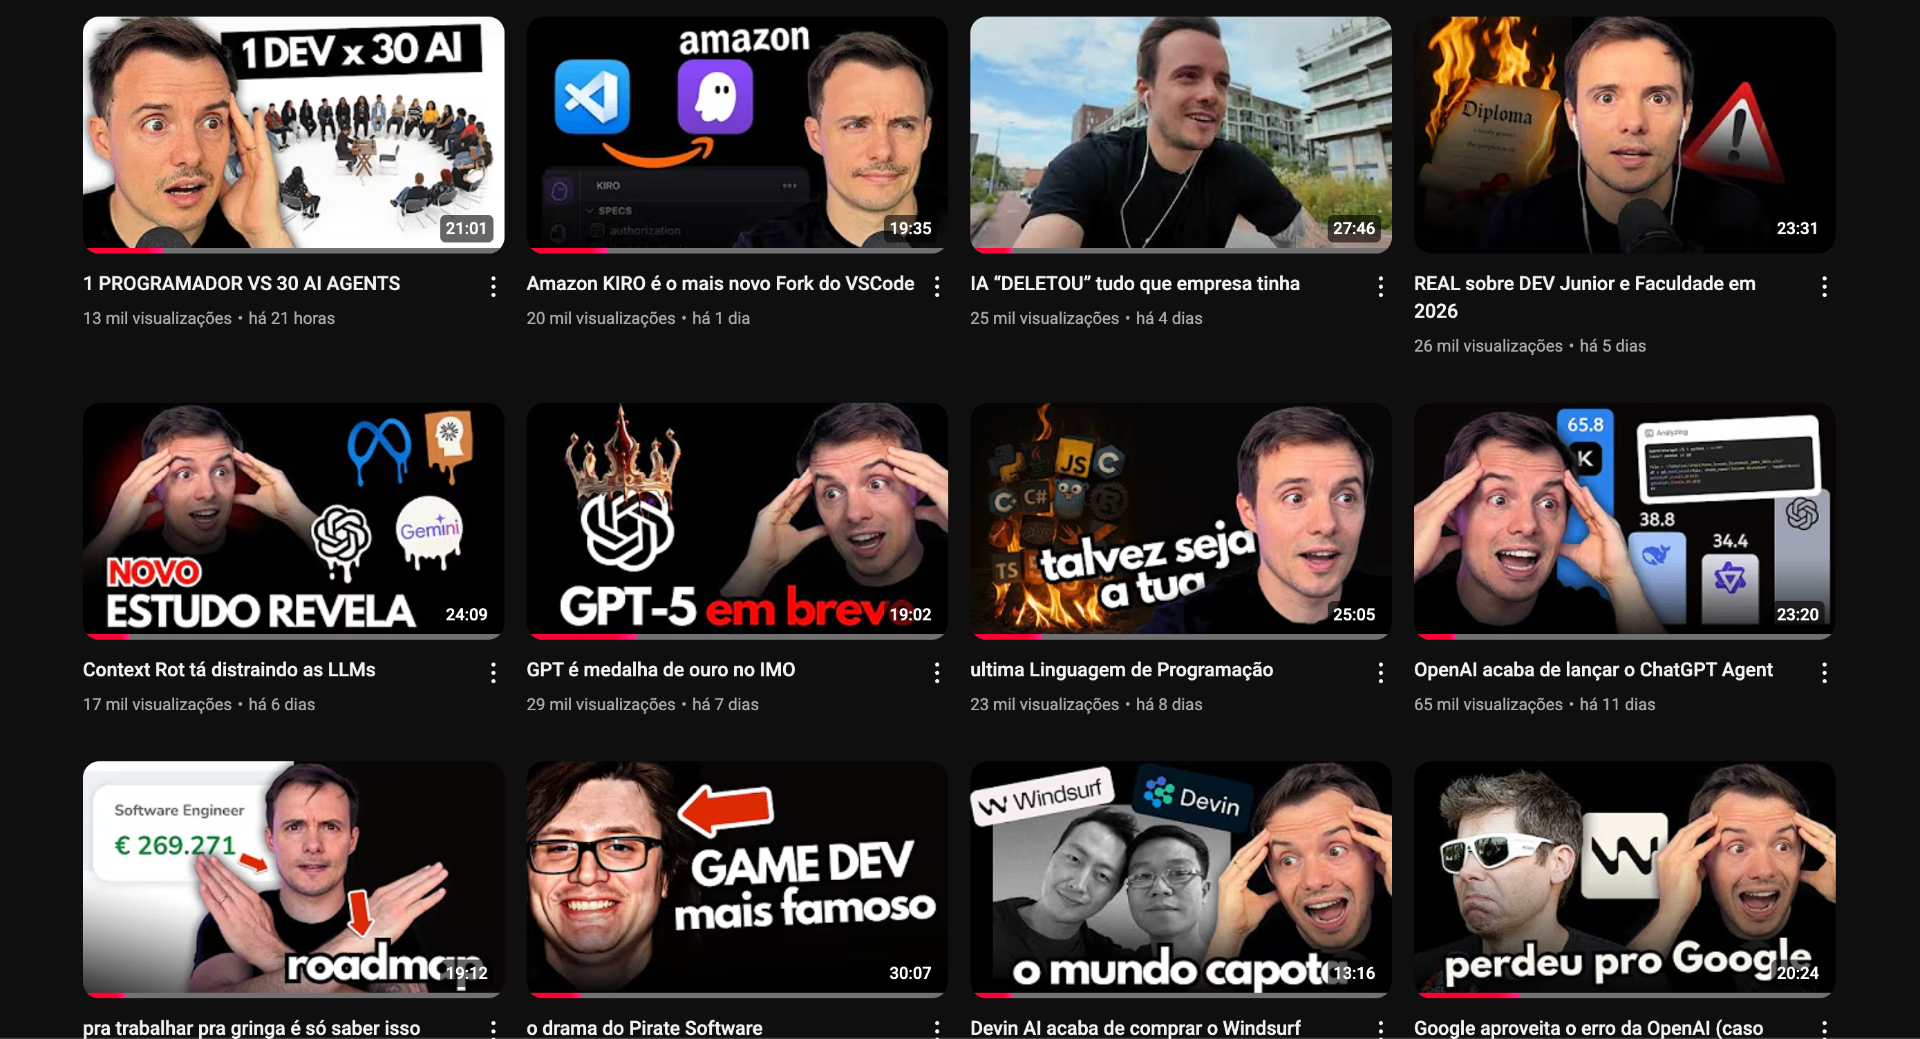 1 DEV x 30 AI
21:01
1 PROGRAMADOR VS 30 AI AGENTS
13 mil visualizações • há 21 horas
amazon
KIRO
SPECS
authorization
19:35
Amazon KIRO é o mais novo Fork do VSCode
20 mil visualizações • há 1 dia
27:46
IA “DELETOU” tudo que empresa tinha
25 mil visualizações • há 4 dias
Diploma
23:31
REAL sobre DEV Junior e Faculdade em
2026
26 mil visualizações • há 5 dias
Gemini
NOVO
ESTUDO REVELA
24:09
Context Rot tá distraindo as LLMs
17 mil visualizações • há 6 dias
GPT-5 em breve
19:02
GPT é medalha de ouro no IMO
29 mil visualizações • há 7 dias
JS
C
C
C#
TS
talvez seja
a tua
25:05
ultima Linguagem de Programação
23 mil visualizações • há 8 dias
65.8
K
Analyzing
38.8
34.4
23:20
OpenAI acaba de lançar o ChatGPT Agent
65 mil visualizações • há 11 dias
Software Engineer
€ 269.271
roadmap
19:12
pra trabalhar pra gringa é só saber isso
GAME DEV
mais famoso
30:07
o drama do Pirate Software
Windsurf
Devin
o mundo capota
13:16
Devin AI acaba de comprar o Windsurf
perdeu pro Google
20:24
Google aproveita o erro da OpenAI (caso